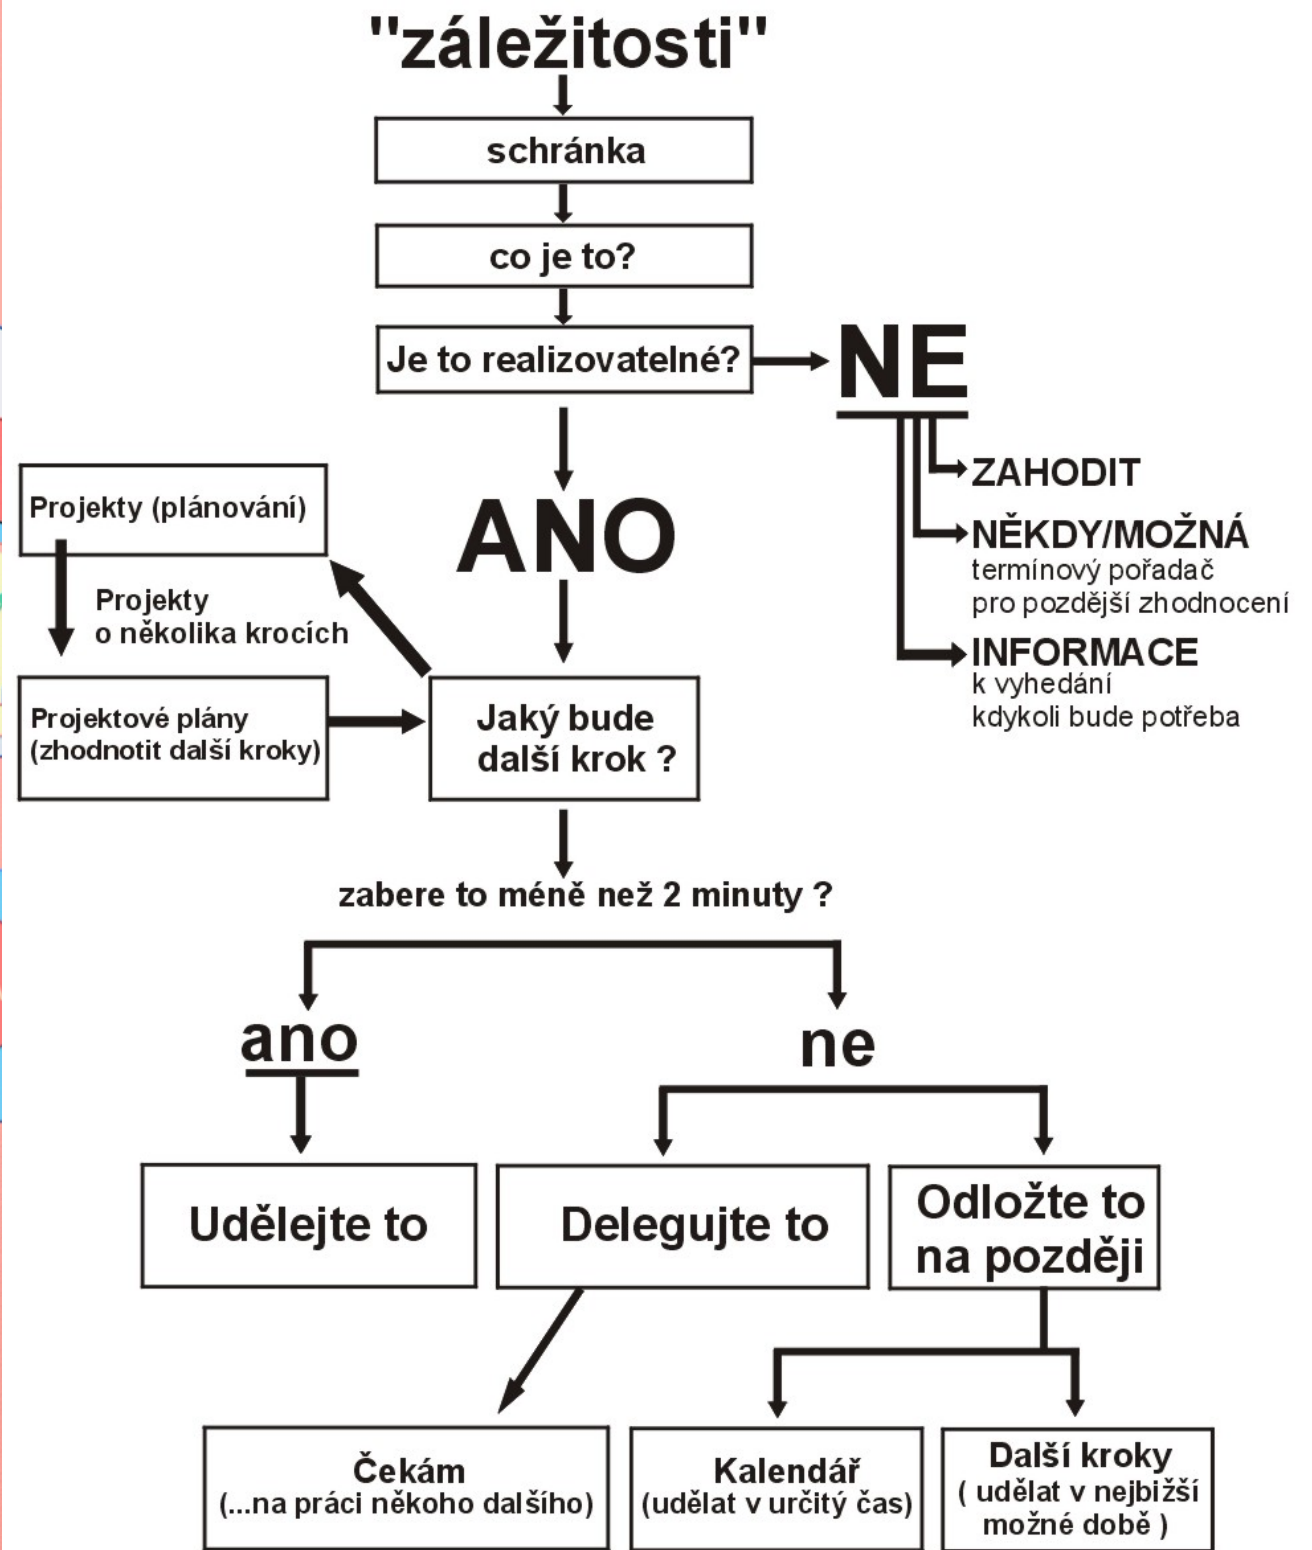 "záležitosti"
schránka
co je to?
Je to realizovatelné?
NE
ZAHODIT
NĚKDY/MOŽNÁ
termínový pořadač
pro pozdější zhodnocení
INFORMACE
k vyhedání
kdykoli bude potřeba
ANO
Projekty (plánování)
Projekty
o několika krocích
Projektové plány
(zhodnotit další kroky)
Jaký bude
další krok ?
zabere to méně než 2 minuty ?
ano
ne
Udělejte to
Delegujte to
Odložte to
na později
Čekám
(...na práci někoho dalšího)
Kalendář
(udělat v určitý čas)
Další kroky
( udělat v nejbižší
možné době )